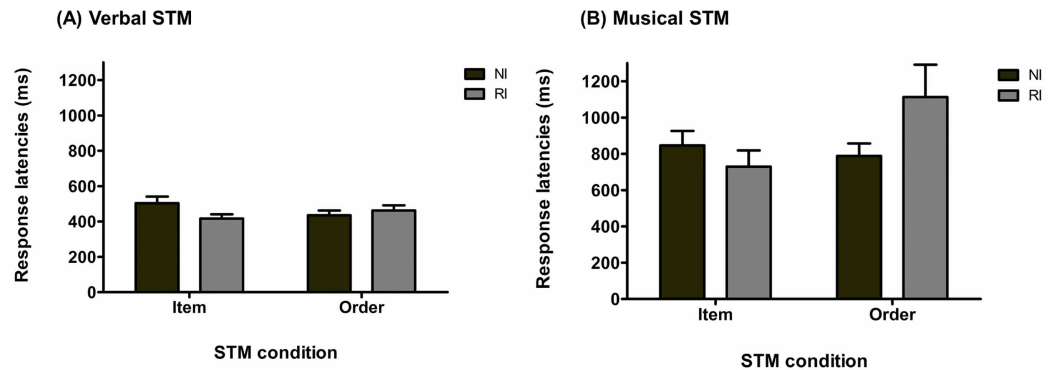 (A) Verbal STM
Response latencies (ms)
1200
1000
800
600
400
200
0
Item Order
STM condition
NI
RI
(B) Musical STM
Response latencies (ms)
1200
1000
800
600
400
200
0
Item Order
STM condition
NI
RI